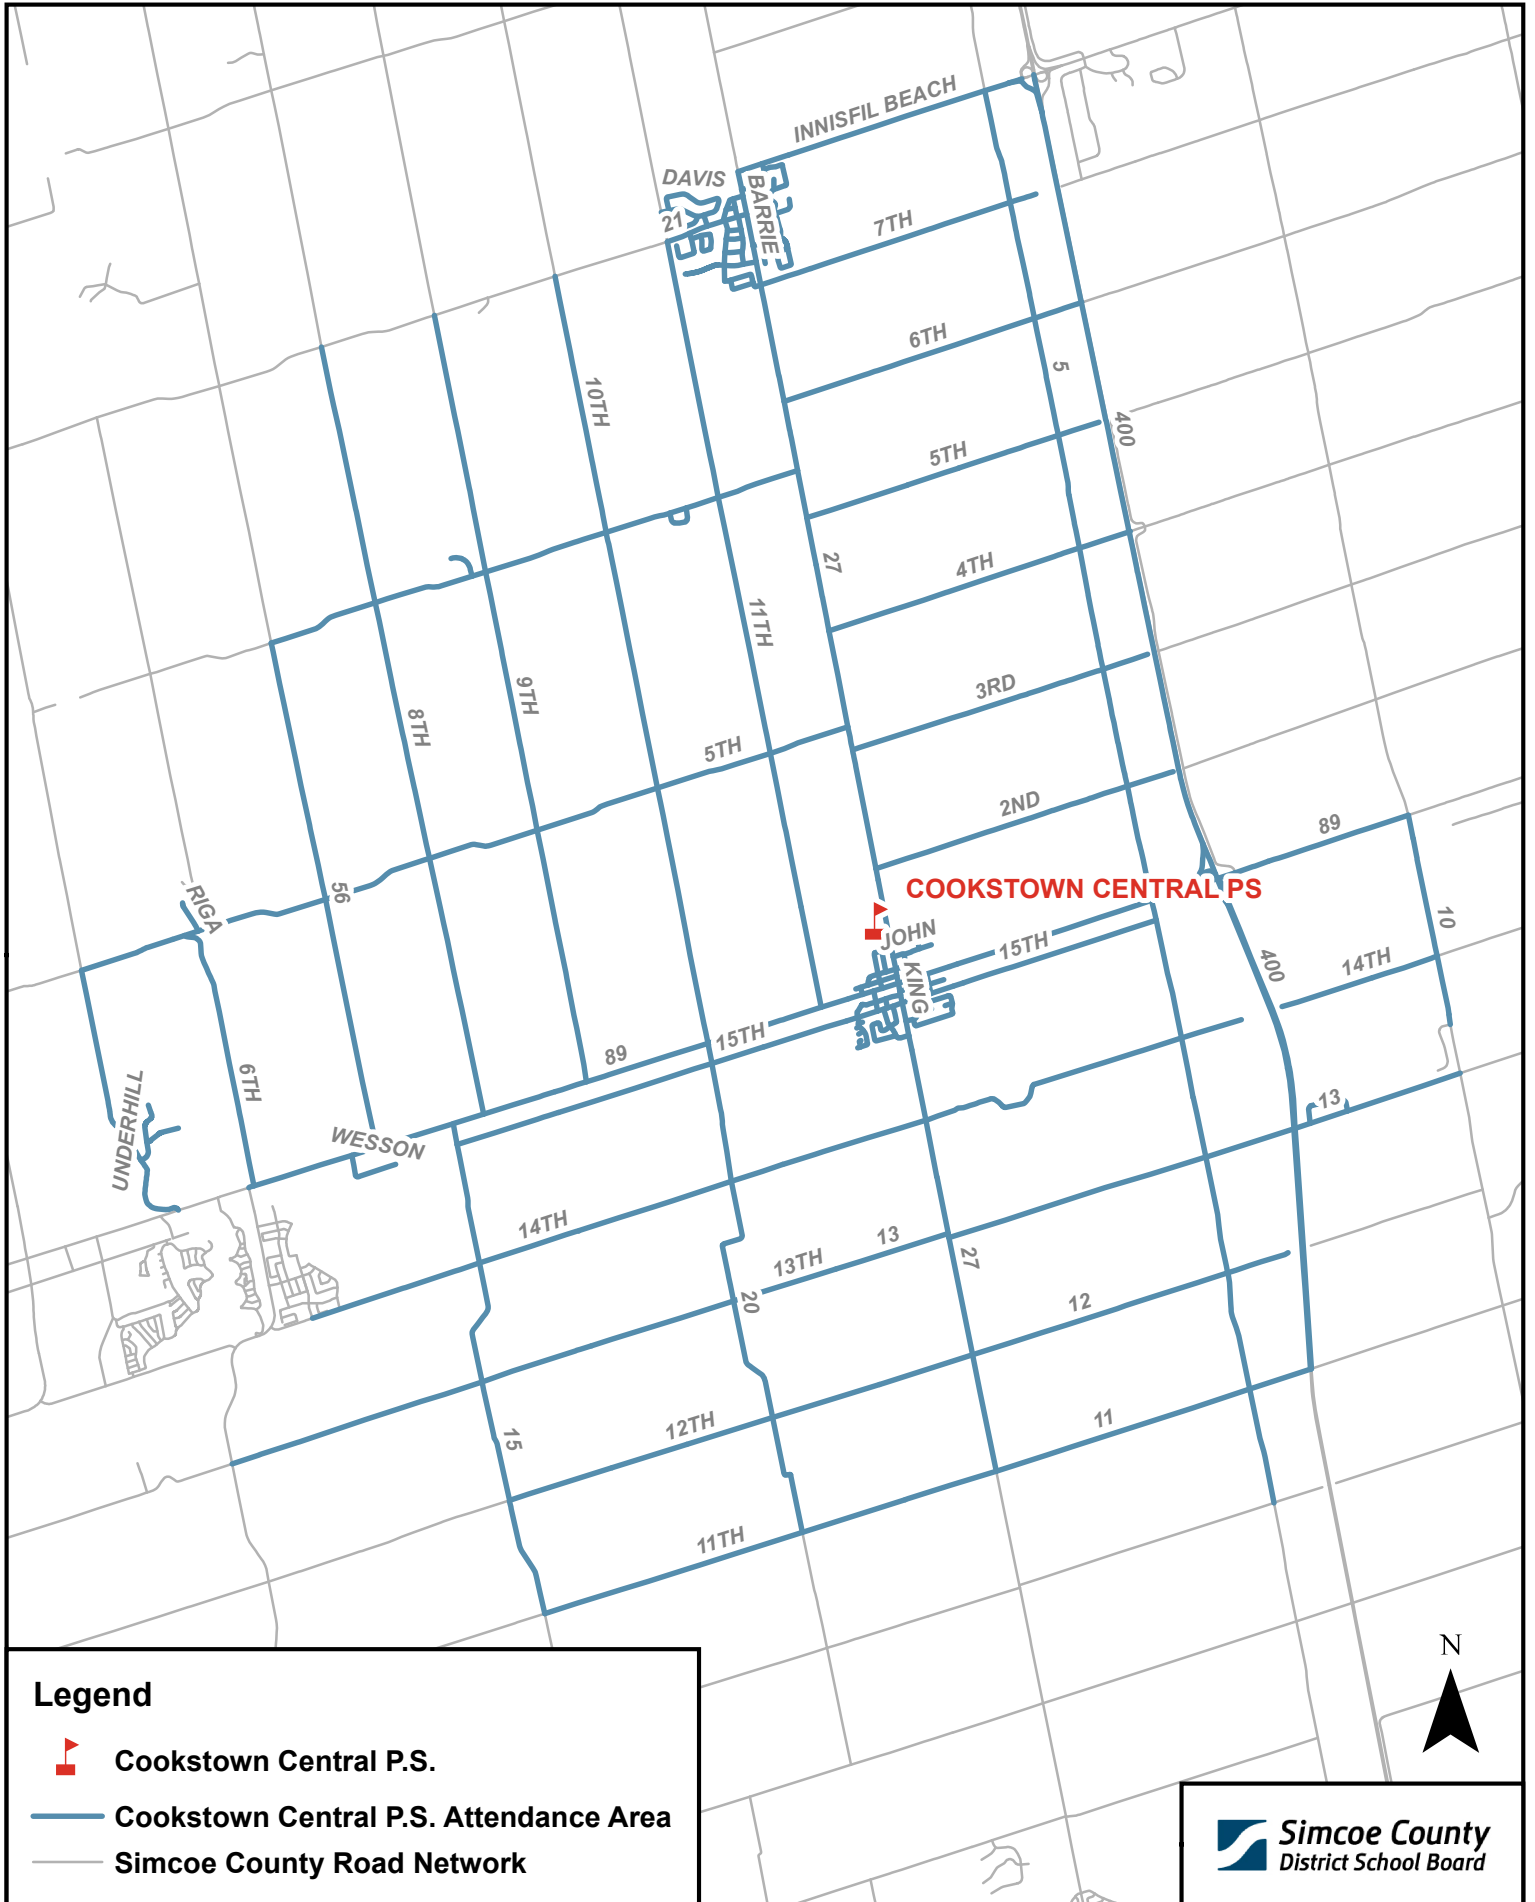 INNISFIL BEACH
DAVIS
BARRIE
21
7TH
6TH
5
10TH
400
5TH
27
4TH
11TH
3RD
9TH
8TH
5TH
2ND
89
56
RIGA
COOKSTOWN CENTRAL PS
10
JOHN
15TH
KING
400
14TH
15TH
89
6TH
UNDERHILL
13
WESSON
14TH
13
13TH
27
20
12
11
12TH
15
11TH
N
Legend
Cookstown Central P.S.
Cookstown Central P.S. Attendance Area
Simcoe County Road Network
Simcoe County
District School Board